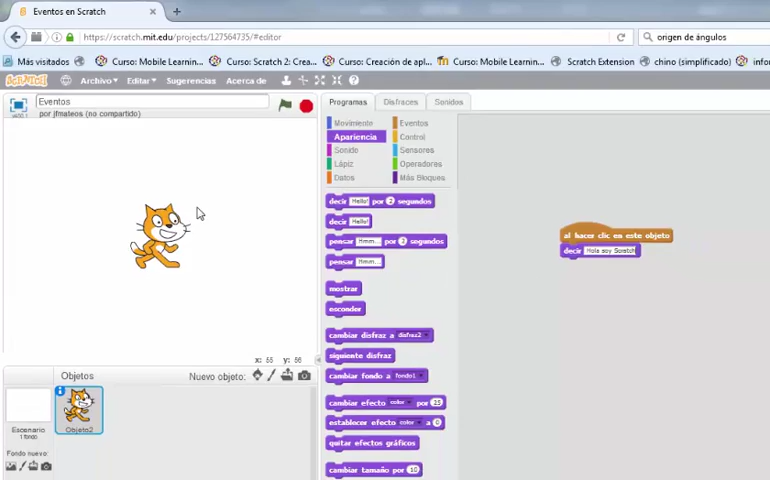 Eventos en Scratch
https://scratch.mit.edu/projects/127564735/#editor
origen de ángulos
Más visitados
Curso: Mobile Learnin...
Curso: Scratch 2: Crea...
Curso: Creación de apl...
Curso: Mobile Learnin...
Scratch Extension
chino (simplificado)
SCRATCH
Archivo
Editar
Sugerencias
Acerca de
Eventos
por jfmateos (no compartido)
Programas
Disfraces
Sonidos
Movimiento
Eventos
Apariencia
Control
Sonido
Sensores
Lápiz
Operadores
Datos
Más Bloques
decir Hello! por 2 segundos
decir Hello!
pensar Hmm... por 2 segundos
pensar Hmm...
mostrar
esconder
cambiar disfraz a disfraz2
siguiente disfraz
cambiar fondo a fondo1
cambiar efecto color por 25
establecer efecto color a 0
quitar efectos gráficos
cambiar tamaño por 10
al hacer clic en este objeto
decir Hola soy Scratch
x: 55 y: 56
Objetos
Nuevo objeto:
Escenario
1 fondo
Objeto2
Fondo nuevo: